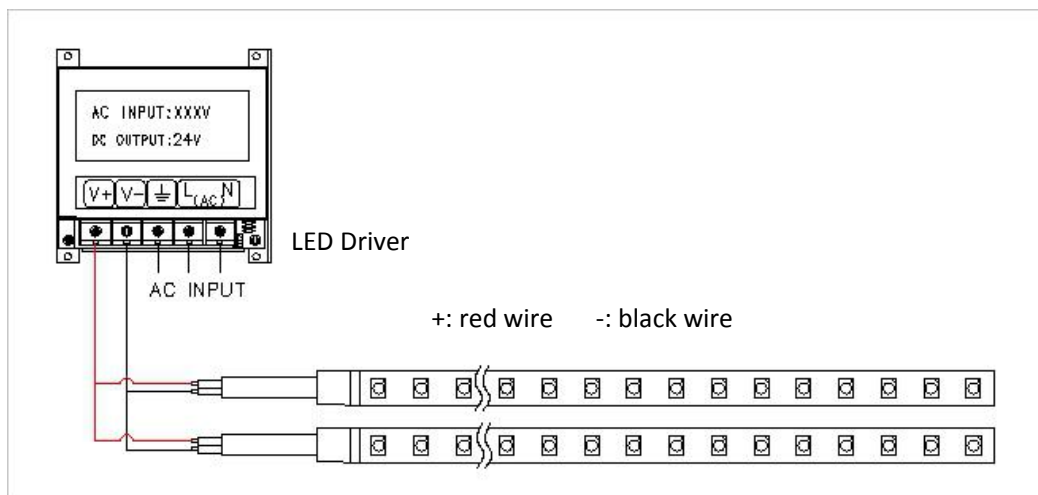 AC INPUT:XXXV
DC OUTPUT:24V
V+ V- L(AC)N
LED Driver
AC INPUT
+: red wire -: black wire